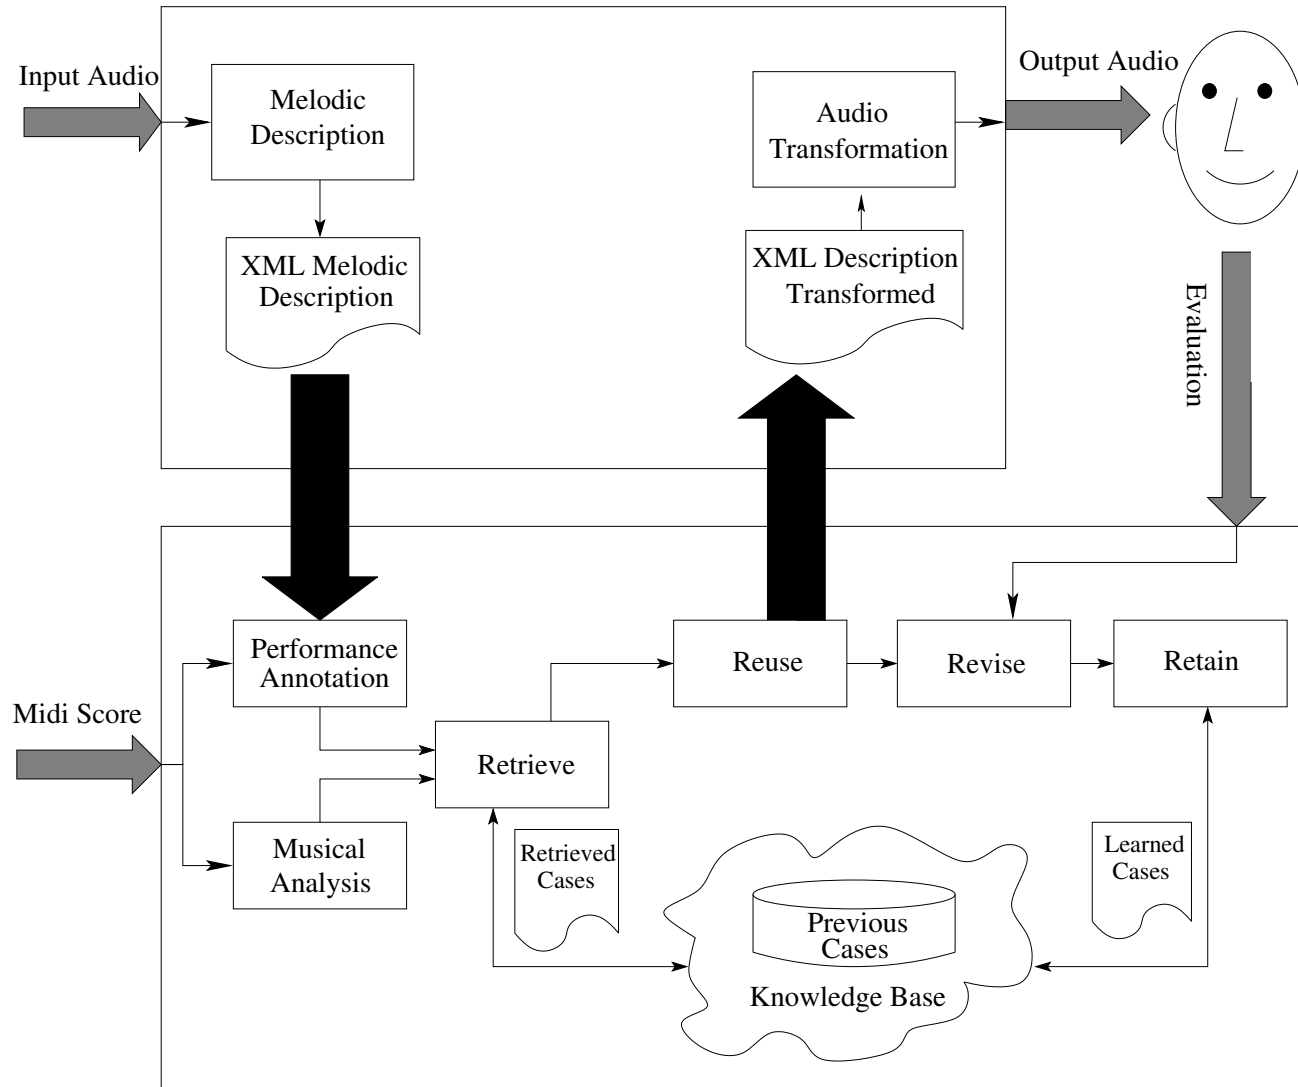 Input Audio
Melodic
Description
XML Melodic
Description
Audio
Transformation
XML Description
Transformed
Output Audio
Evaluation
Midi Score
Performance
Annotation
Musical
Analysis
Retrieve
Reuse
Revise
Retain
Retrieved
Cases
Previous
Cases
Knowledge Base
Learned
Cases